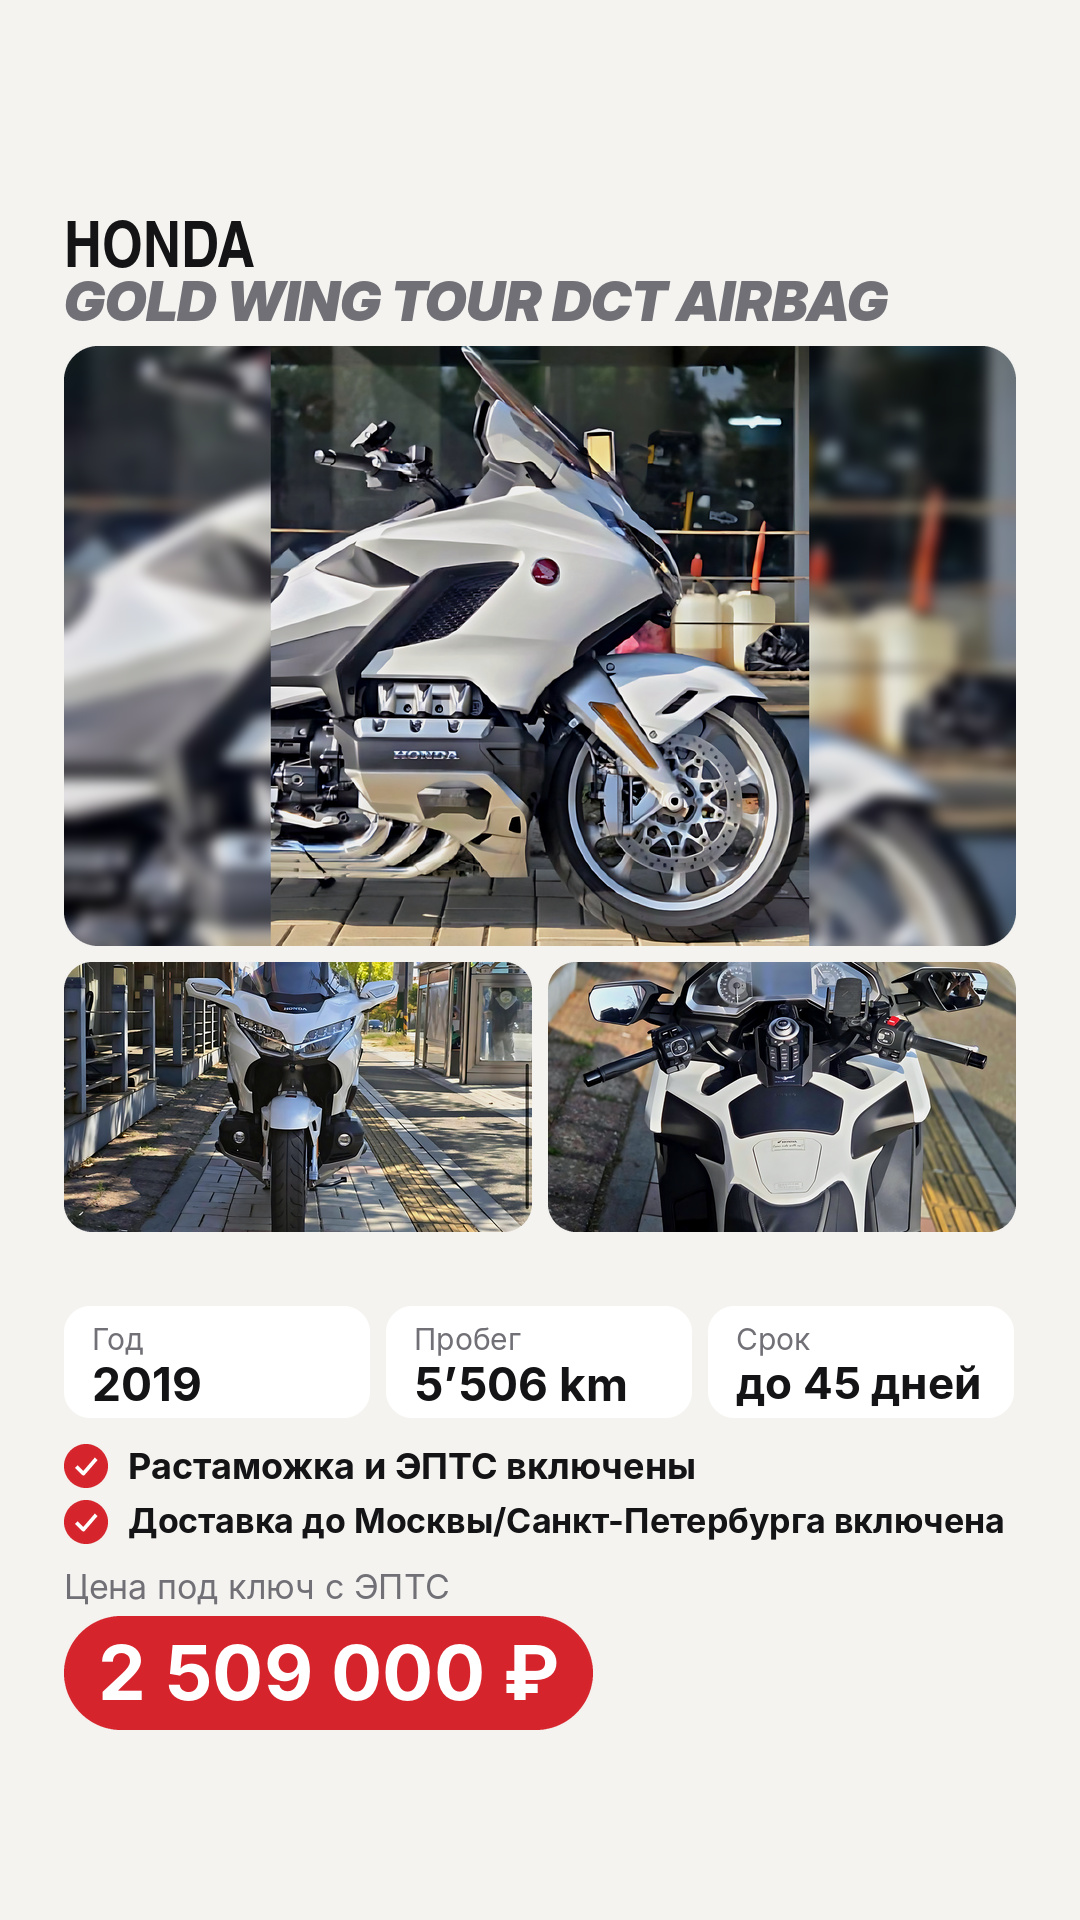 HONDA
GOLD WING TOUR DCT AIRBAG
HONDA
HONDA
Год
2019
Пробег
5’506 km
Срок
до 45 дней
Растаможка и ЭПТС включены
Доставка до Москвы/Санкт-Петербурга включена
Цена под ключ с ЭПТС
2 509 000 ₽